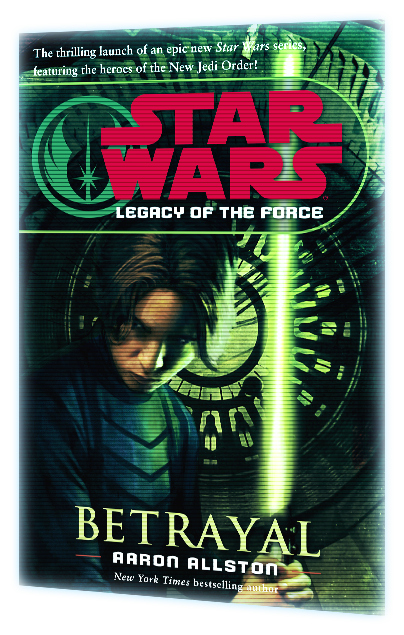 The thrilling launch of an epic new Star Wars series,
featuring the heroes of the New Jedi Order!
STAR
WARS
LEGACY OF THE FORCE
BETRAYAL
AARON ALLSTON
New York Times bestselling author